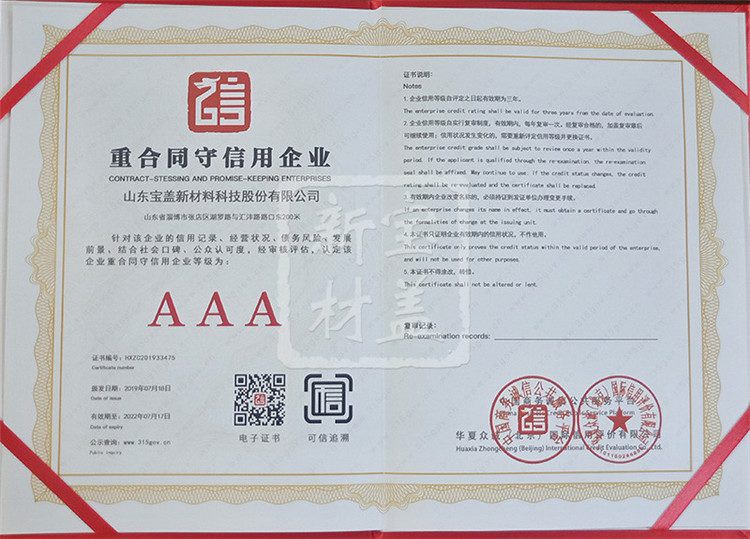 信
重合同守信用企业
CONTRACT-STESSING AND PROMISE-KEEPING ENTERPRISES
山东宝盖新材料科技股份有限公司
山东省淄博市张店区湖罗路与汇沣路路口东200米
针对该企业的信用记录、经营状况、债务风险、发展
前景、结合社会口碑、公众认可度，经审核评估，认定该
企业重合同守信用企业等级为：
AAA
证书编号：HXZC201933475
Certificate number
颁发日期：2019年07月18日
Date of issue
有效期至：2022年07月17日
Date of expiry
公示查询：www.315gov.cn
Public inquiry
电子证书
可信追溯
证书说明：
Notes
1.企业信用等级自评定之日起有效期为三年。
The enterprise credit rating shall be valid for three years from the date of evaluation.
2.企业信用等级自实行复审制度，有效期内，每年复审一次。经复审合格的，加盖复审章后
可继续使用；信用状况发生变化的，需要重新评定信用等级并更换证书。
The enterprise credit grade shall be subject to review once a year within the validity
period. If the applicant is qualified through the re-examination, the re-examination
seal shall be affixed. May continue to use. If the credit status changes, the credit
rating shall be re-evaluated and the certificate shall be replaced.
3.有效期内企业改变名称的，必须持证到发证单位办理变更手续。
If an enterprise changes its name in effect, it must obtain a certificate and go through
the formalities of change at the issuing unit.
4.本证书只证明企业有效期内的信用状况，不作他用。
This certificate only proves the credit status within the valid period of the enterprise,
and will not be used for other purposes.
5.本证书不得涂改，转借。
This certificate shall not be altered or lent.
复审记录：
Re-examination records:
商务诚信公共服务平台
Service Platform
华夏众诚（北京）国际信用评价有限公司
Huaxia Zhongcheng (Beijing) International Credit Evaluation Co.,Ltd.
宝盖
新材